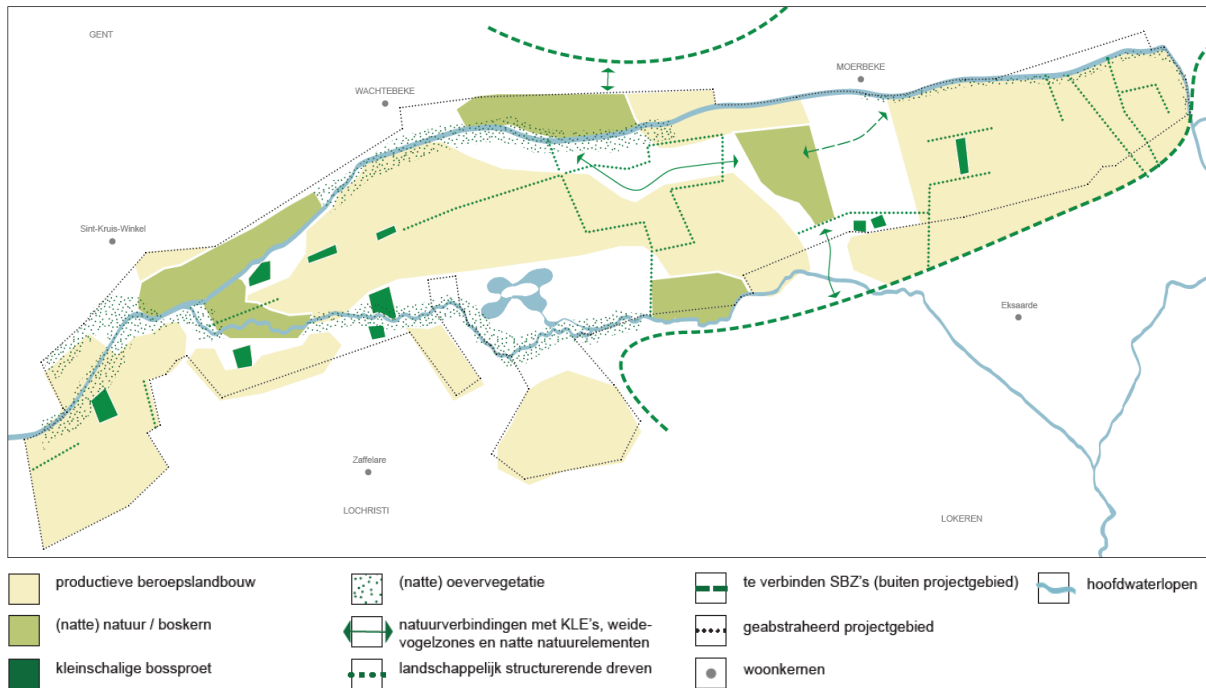 GENT
WACHTEBEKE
MOERBEKE
Sint-Kruis-Winkel
Eksaarde
Zaffelare
LOCHRISTI
LOKEREN
productieve beroepslandbouw
(natte) natuur / boskern
kleinschalige bossproet
(natte) oevervegetatie
natuurverbindingen met KLE's, weide-
vogelzones en natte natuurelementen
landschappelijk structurerende dreven
te verbinden SBZ's (buiten projectgebied)
geabstraheerd projectgebied
woonkernen
hoofdwaterlopen